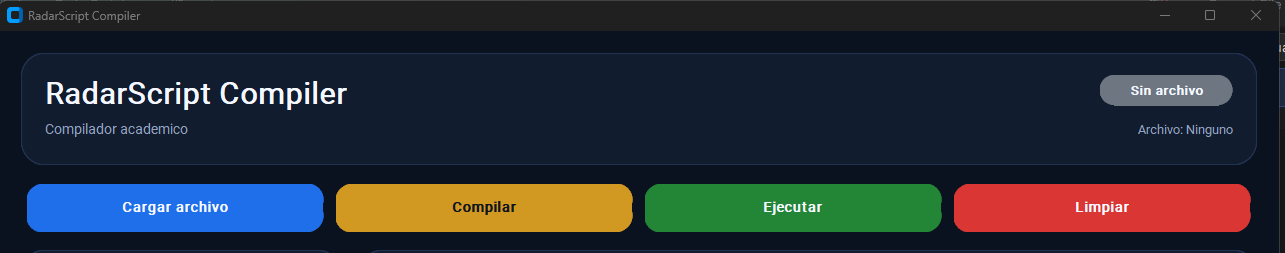 RadarScript Compiler
RadarScript Compiler
Sin archivo
Compilador academico
Archivo: Ninguno
Cargar archivo
Compilar
Ejecutar
Limpiar